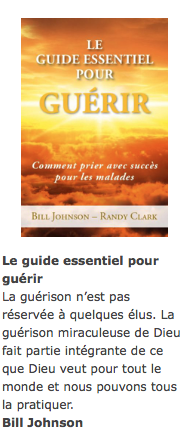 LE
GUIDE ESSENTIEL
POUR
GUÉRIR
Comment prier avec succès
pour les malades
BILL JOHNSON – RANDY CLARK
Le guide essentiel pour
guérir
La guérison n’est pas
réservée à quelques élus. La
guérison miraculeuse de Dieu
fait partie intégrante de ce
que Dieu veut pour tout le
monde et nous pouvons tous
la pratiquer.
Bill Johnson